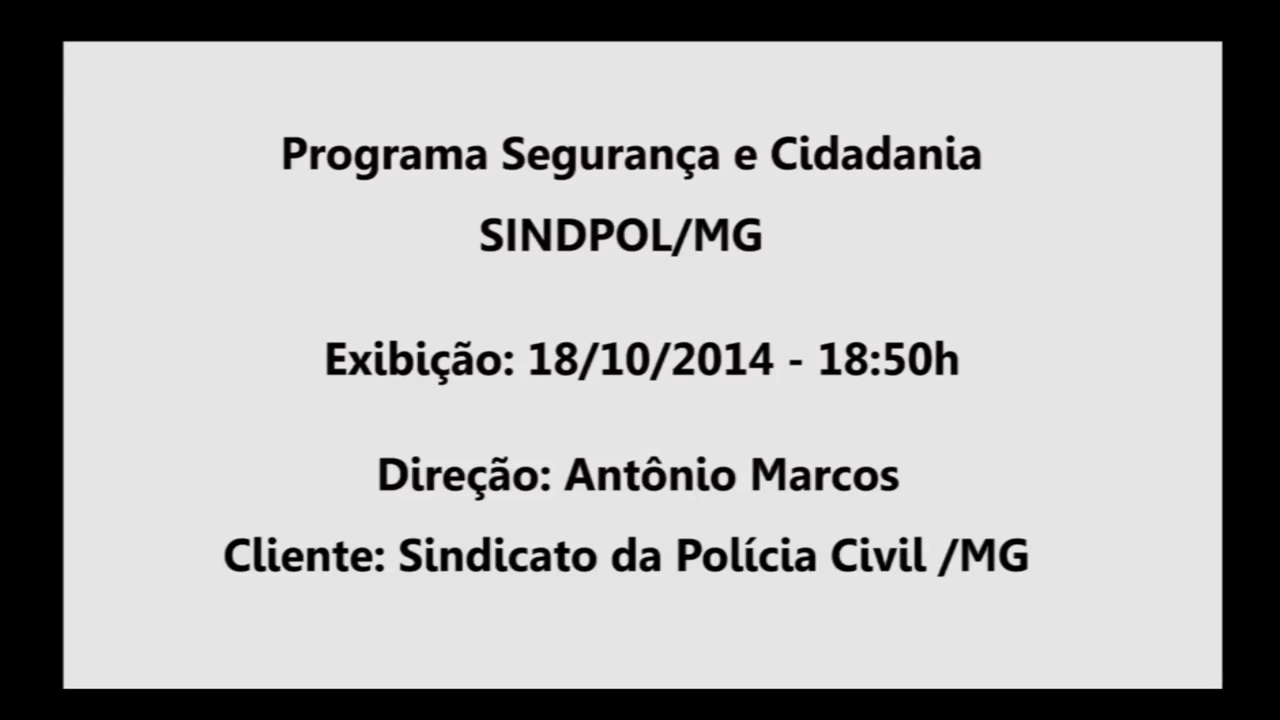 Programa Segurança e Cidadania
SINDPOL/MG
Exibição: 18/10/2014 - 18:50h
Direção: Antônio Marcos
Cliente: Sindicato da Polícia Civil /MG